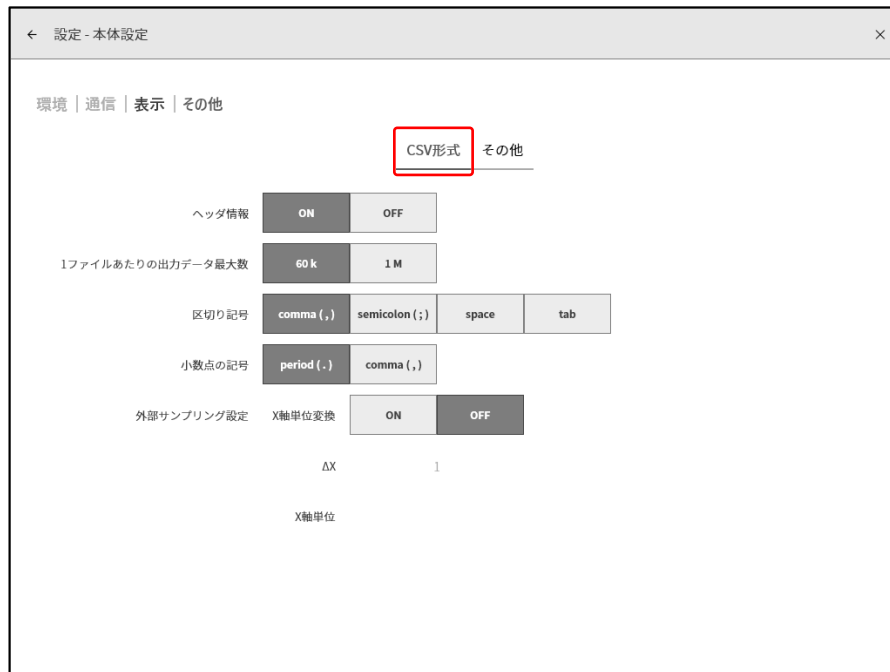 ← 設定 - 本体設定 ×
環境 | 通信 | 表示 | その他
CSV形式 その他
ヘッダ情報 ON OFF
1ファイルあたりの出力データ最大数 60 k 1 M
区切り記号 comma ( , ) semicolon ( ; ) space tab
小数点の記号 period ( . ) comma ( , )
外部サンプリング設定 X軸単位変換 ON OFF
ΔX 1
X軸単位